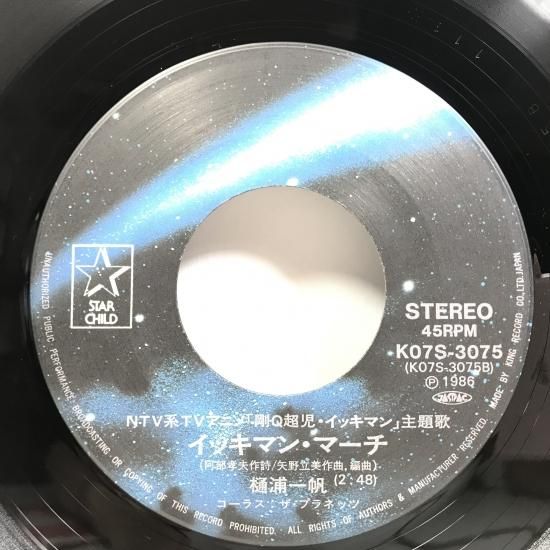 STAR
CHILD
STEREO
45RPM
K07S-3075
(K07S-3075B)
Ⓟ 1986
JASRAC
NTV系TVアニメ「剛Q超児・イッキマン」主題歌
イッキマン・マーチ
(阿部孝夫作詩/矢野立美作曲,編曲)
樋浦一帆 (2'48)
コーラス:ザ・プラネッツ
UNAUTHORIZED PUBLIC PERFORMANCE, BROADCASTING OR COPYING OF THIS RECORD PROHIBITED. ALL RIGHTS OF AUTHORS & MANUFACTURER RESERVED. MADE BY KING RECORD CO.,LTD. JAPAN